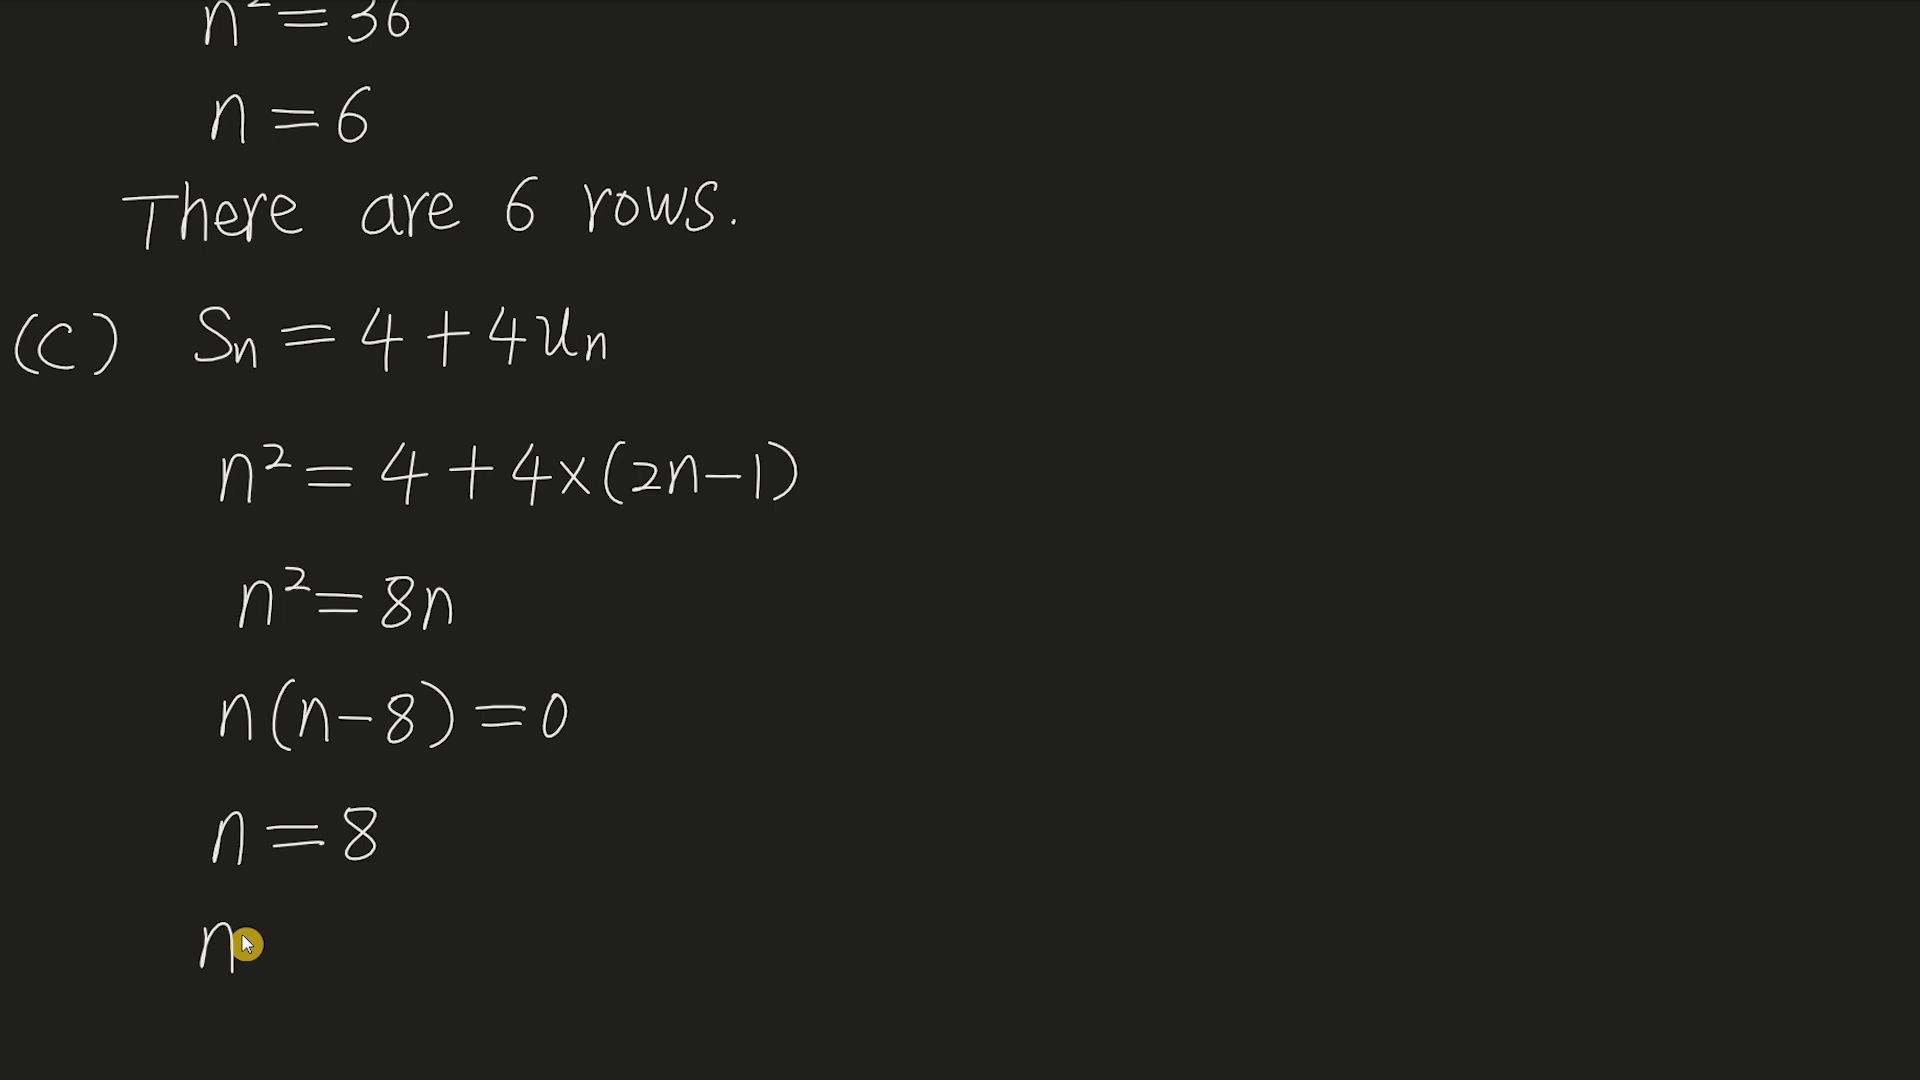 n² = 36
n = 6
There are 6 rows.
(C) Sn = 4 + 4un
n² = 4 + 4×(2n−1)
n² = 8n
n(n−8) = 0
n = 8
n